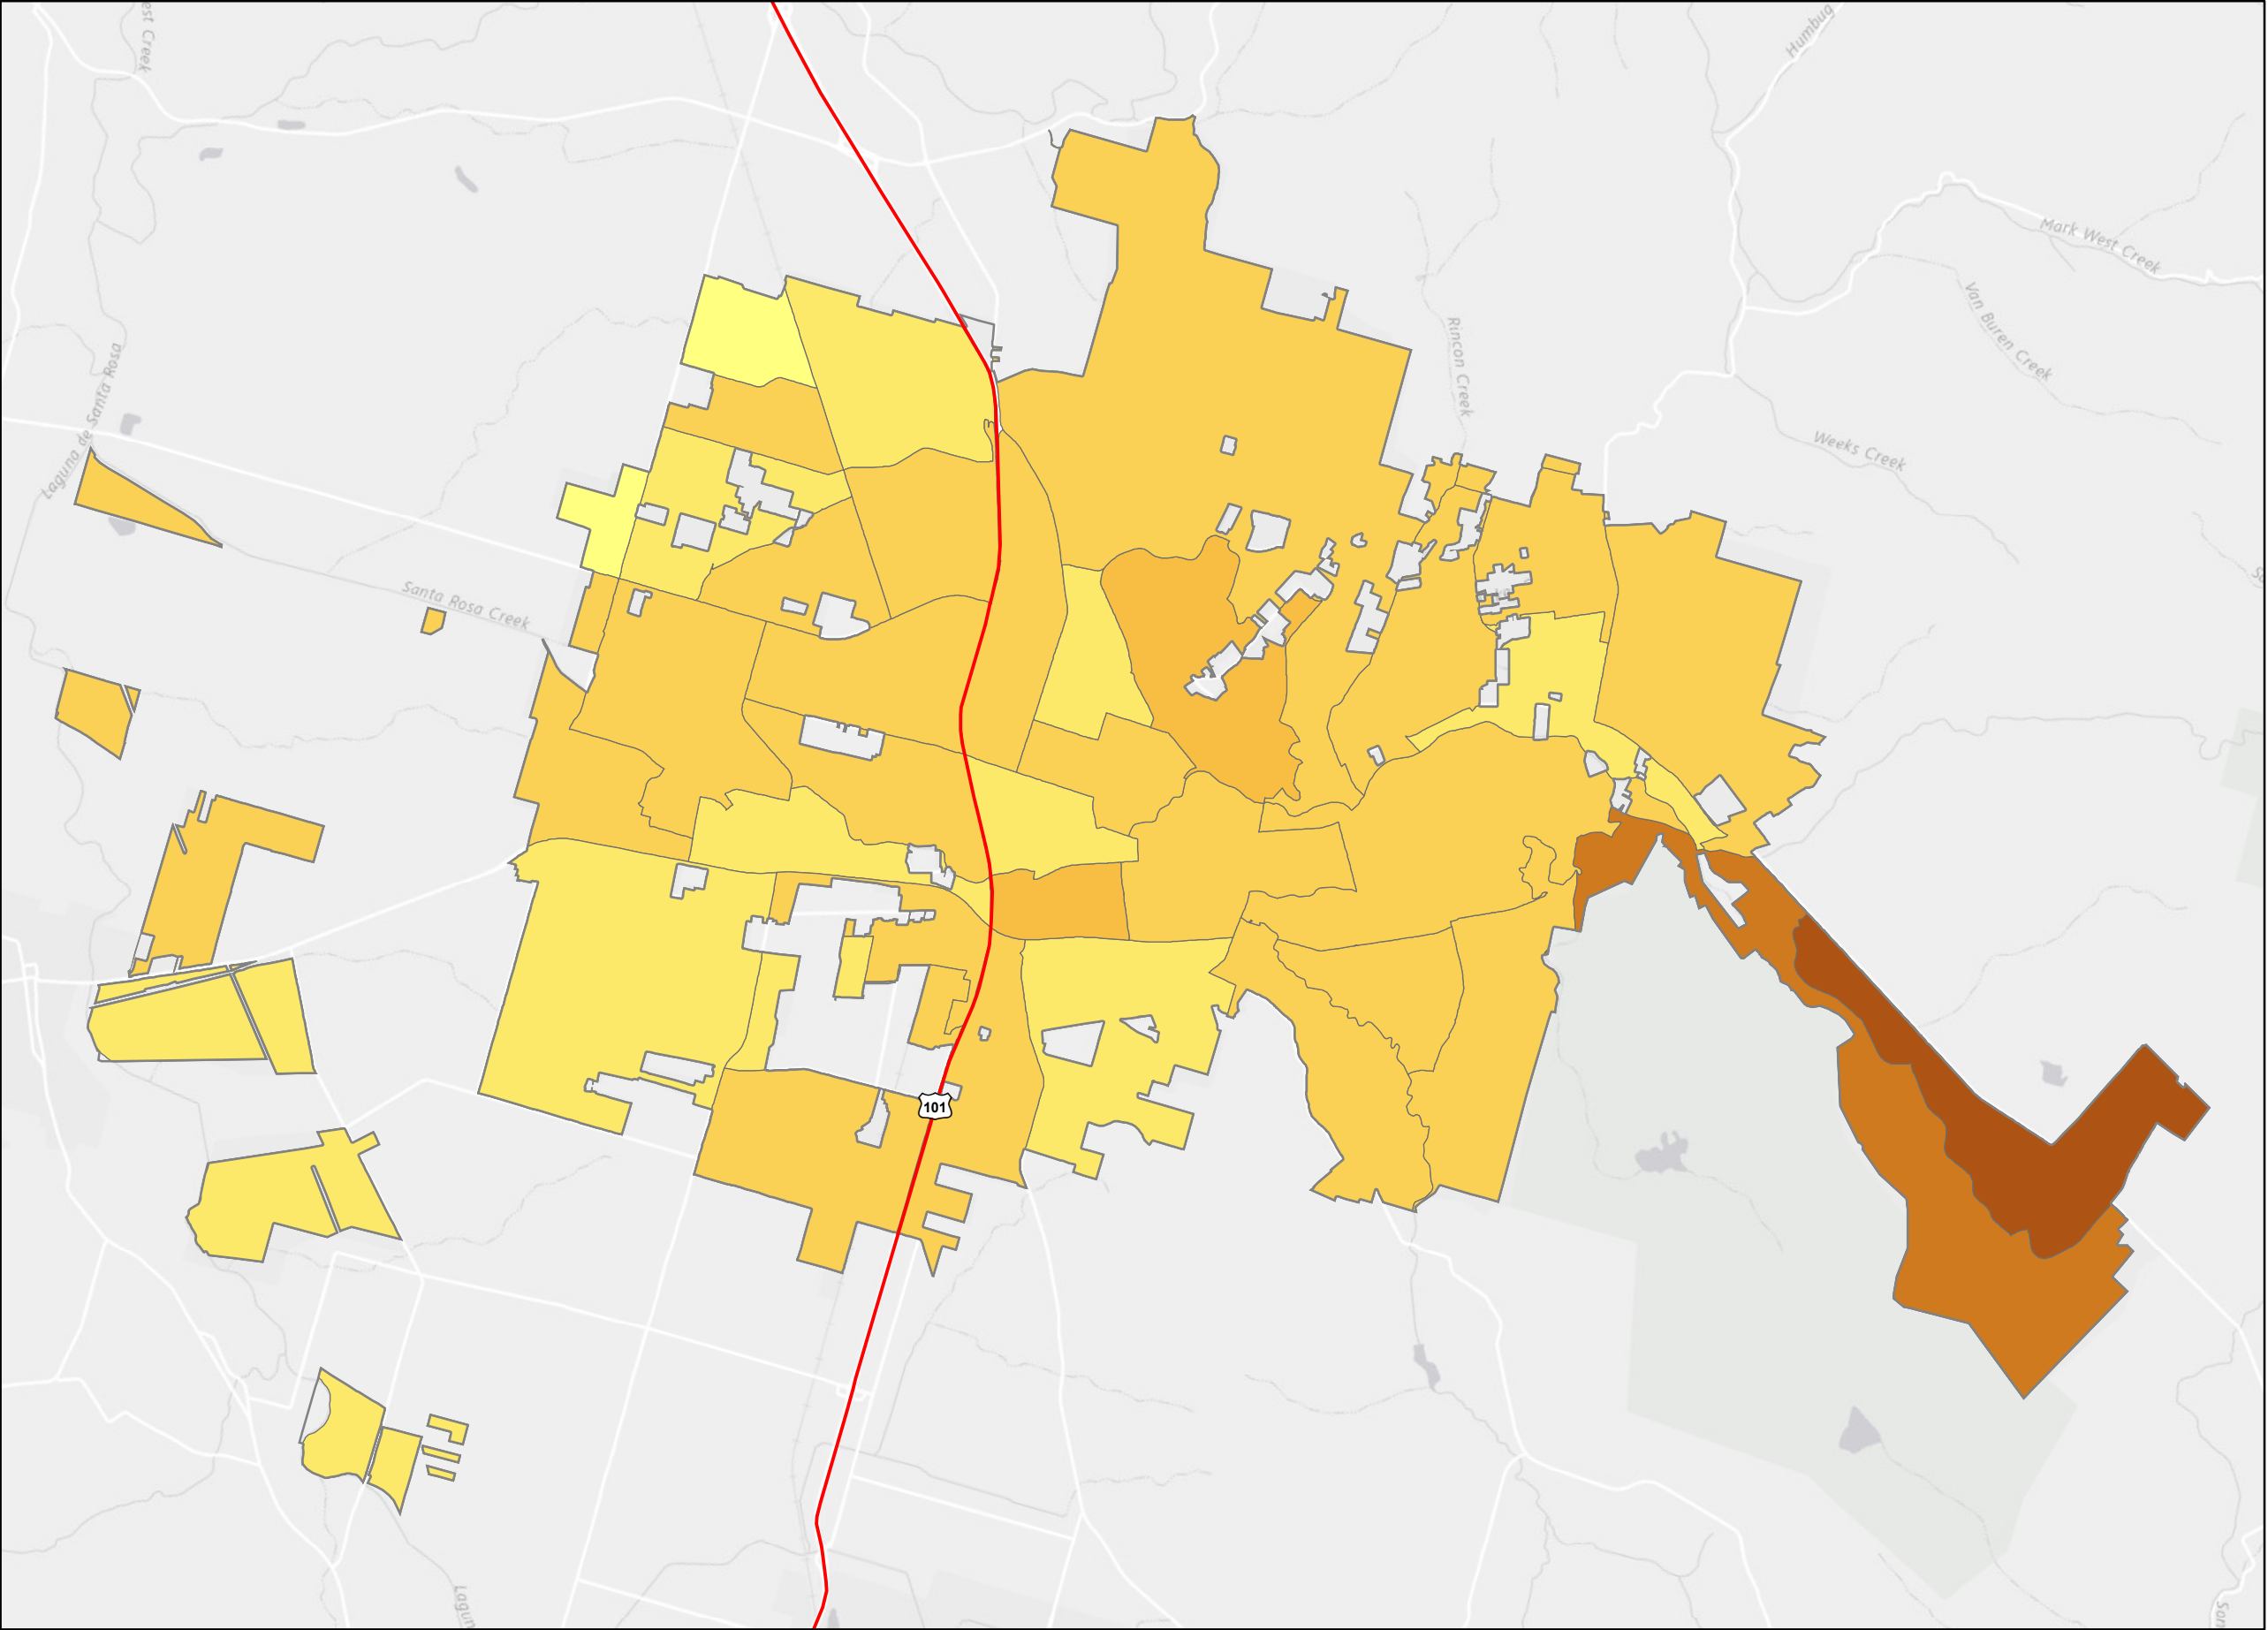 est Creek
Humbug
Mark West Creek
Van Buren Creek
Rincon Creek
Laguna de Santa Rosa
Weeks Creek
Santa Rosa Creek
101
Lagun
Son